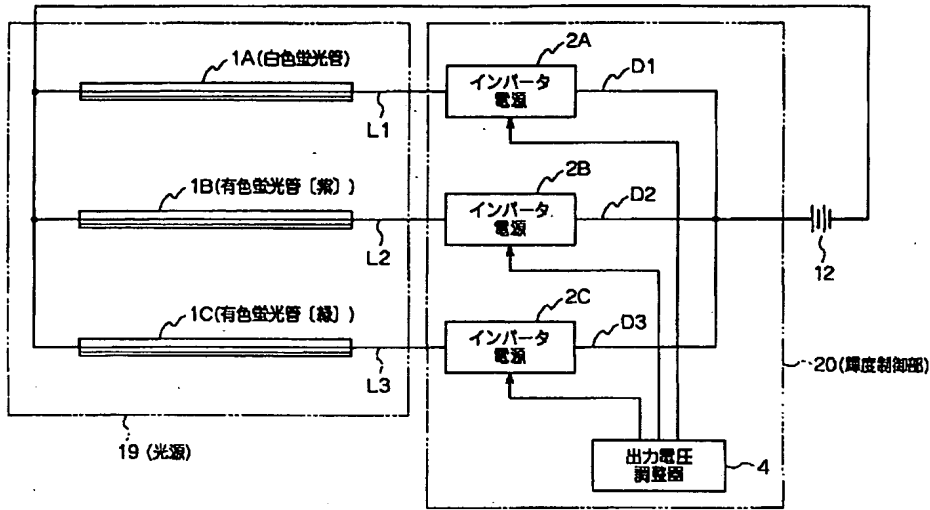 1A(白色蛍光管)
L1
2A
インバータ
電源
D1
1B(有色蛍光管〔紫〕)
L2
2B
インバータ
電源
D2
12
1C(有色蛍光管〔緑〕)
L3
2C
インバータ
電源
D3
20(輝度制御部)
19(光源)
出力電圧
調整器
4